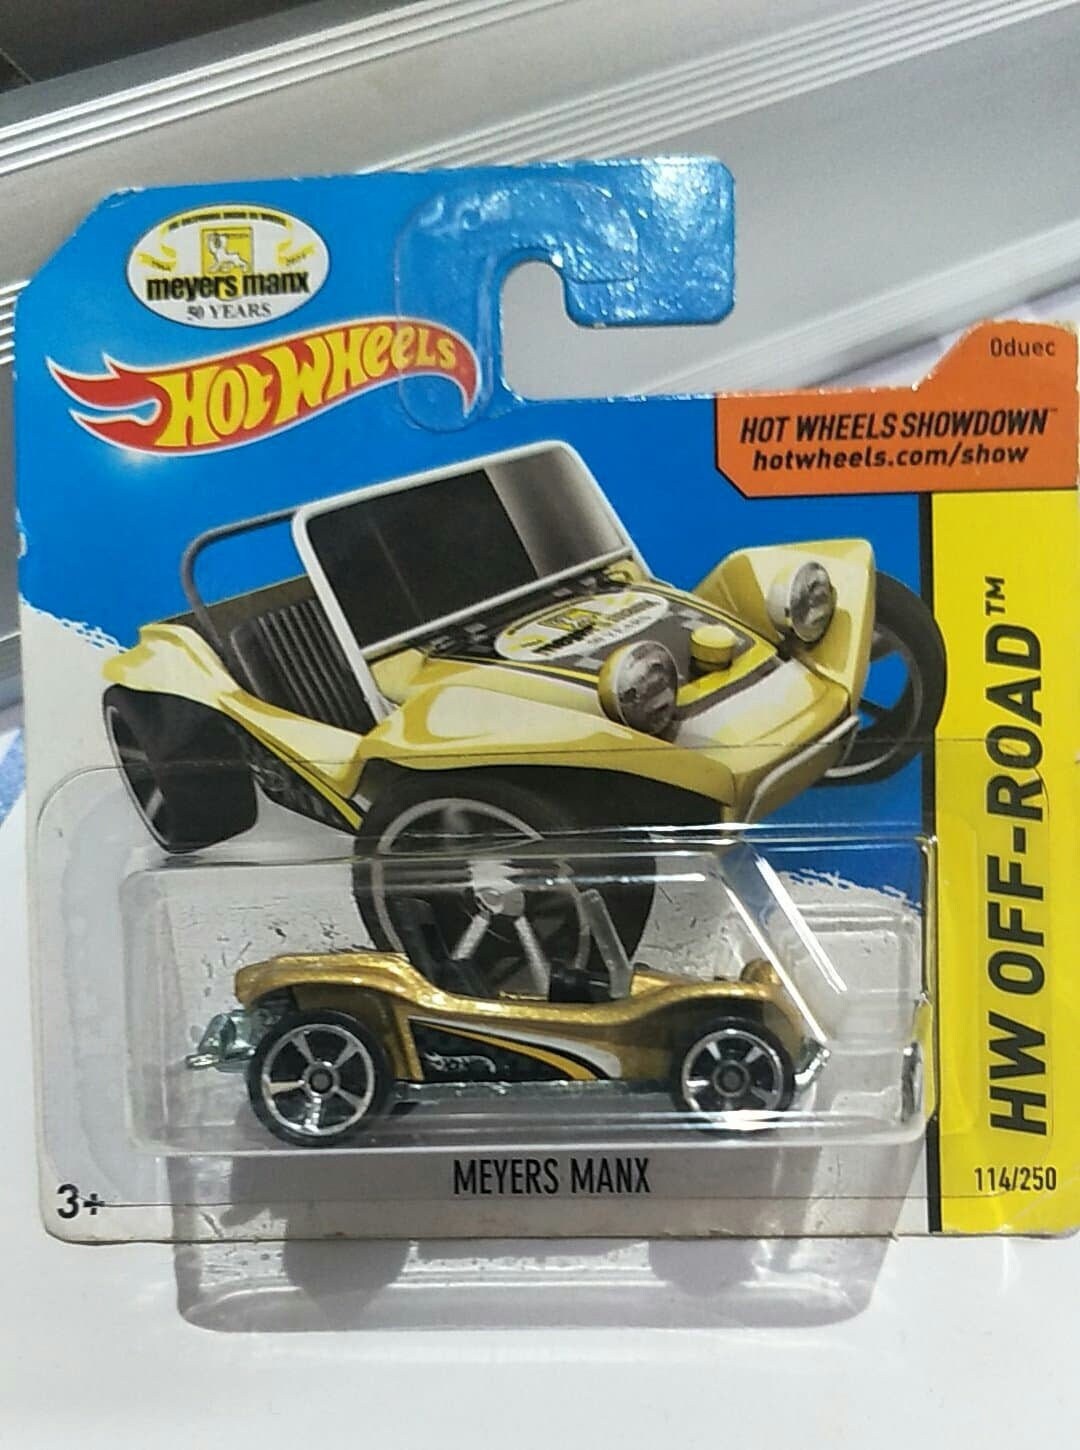 meyers manx
50 YEARS
HOT WHEELS
0duec
HOT WHEELS SHOWDOWN™
hotwheels.com/show
HW OFF-ROAD™
MEYERS MANX
114/250
3+